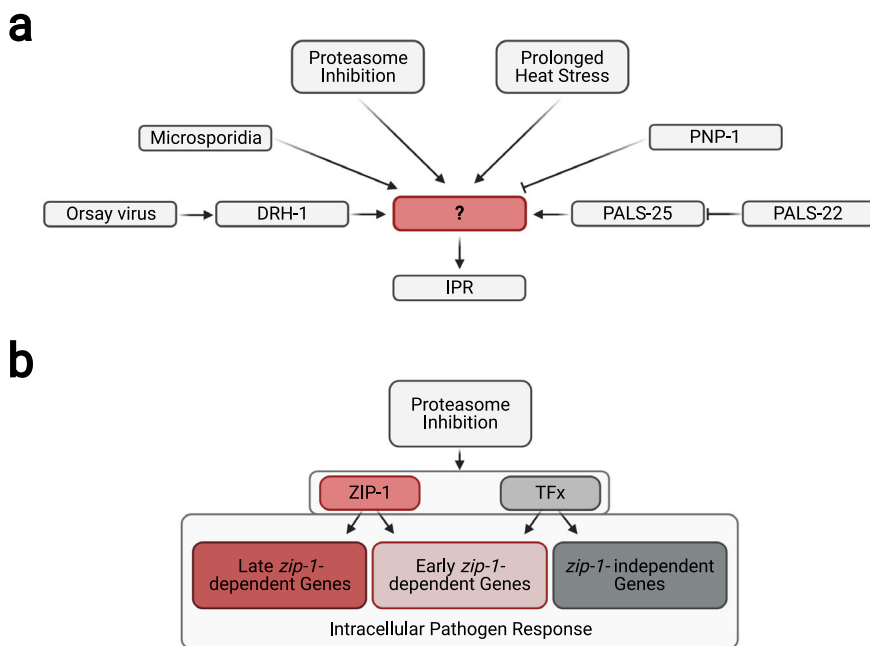 a
Proteasome
Inhibition
Prolonged
Heat Stress
Microsporidia
PNP-1
Orsay virus
DRH-1
?
PALS-25
PALS-22
IPR
b
Proteasome
Inhibition
ZIP-1
TFx
Late zip-1-
dependent Genes
Early zip-1-
dependent Genes
zip-1- independent
Genes
Intracellular Pathogen Response